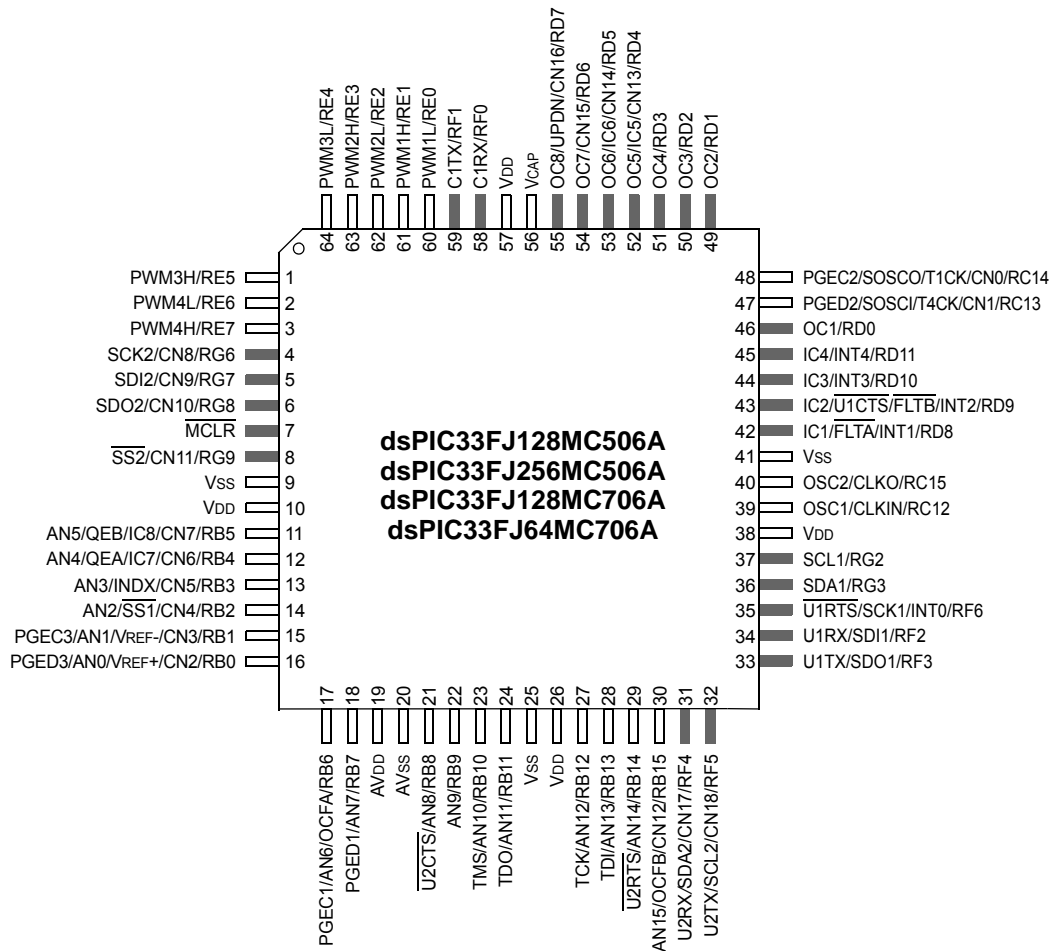 PWM3L/RE4
PWM2H/RE3
PWM2L/RE2
PWM1H/RE1
PWM1L/RE0
C1TX/RF1
C1RX/RF0
VDD
VCAP
OC8/UPDN/CN16/RD7
OC7/CN15/RD6
OC6/IC6/CN14/RD5
OC5/IC5/CN13/RD4
OC4/RD3
OC3/RD2
OC2/RD1
64 63 62 61 60 59 58 57 56 55 54 53 52 51 50 49
PWM3H/RE5 1
PWM4L/RE6 2
PWM4H/RE7 3
SCK2/CN8/RG6 4
SDI2/CN9/RG7 5
SDO2/CN10/RG8 6
MCLR 7
SS2/CN11/RG9 8
VSS 9
VDD 10
AN5/QEB/IC8/CN7/RB5 11
AN4/QEA/IC7/CN6/RB4 12
AN3/INDX/CN5/RB3 13
AN2/SS1/CN4/RB2 14
PGEC3/AN1/VREF-/CN3/RB1 15
PGED3/AN0/VREF+/CN2/RB0 16
dsPIC33FJ128MC506A
dsPIC33FJ256MC506A
dsPIC33FJ128MC706A
dsPIC33FJ64MC706A
48 PGEC2/SOSCO/T1CK/CN0/RC14
47 PGED2/SOSCI/T4CK/CN1/RC13
46 OC1/RD0
45 IC4/INT4/RD11
44 IC3/INT3/RD10
43 IC2/U1CTS/FLTB/INT2/RD9
42 IC1/FLTA/INT1/RD8
41 VSS
40 OSC2/CLKO/RC15
39 OSC1/CLKIN/RC12
38 VDD
37 SCL1/RG2
36 SDA1/RG3
35 U1RTS/SCK1/INT0/RF6
34 U1RX/SDI1/RF2
33 U1TX/SDO1/RF3
17 18 19 20 21 22 23 24 25 26 27 28 29 30 31 32
PGEC1/AN6/OCFA/RB6
PGED1/AN7/RB7
AVDD
AVSS
U2CTS/AN8/RB8
AN9/RB9
TMS/AN10/RB10
TDO/AN11/RB11
VSS
VDD
TCK/AN12/RB12
TDI/AN13/RB13
U2RTS/AN14/RB14
AN15/OCFB/CN12/RB15
U2RX/SDA2/CN17/RF4
U2TX/SCL2/CN18/RF5